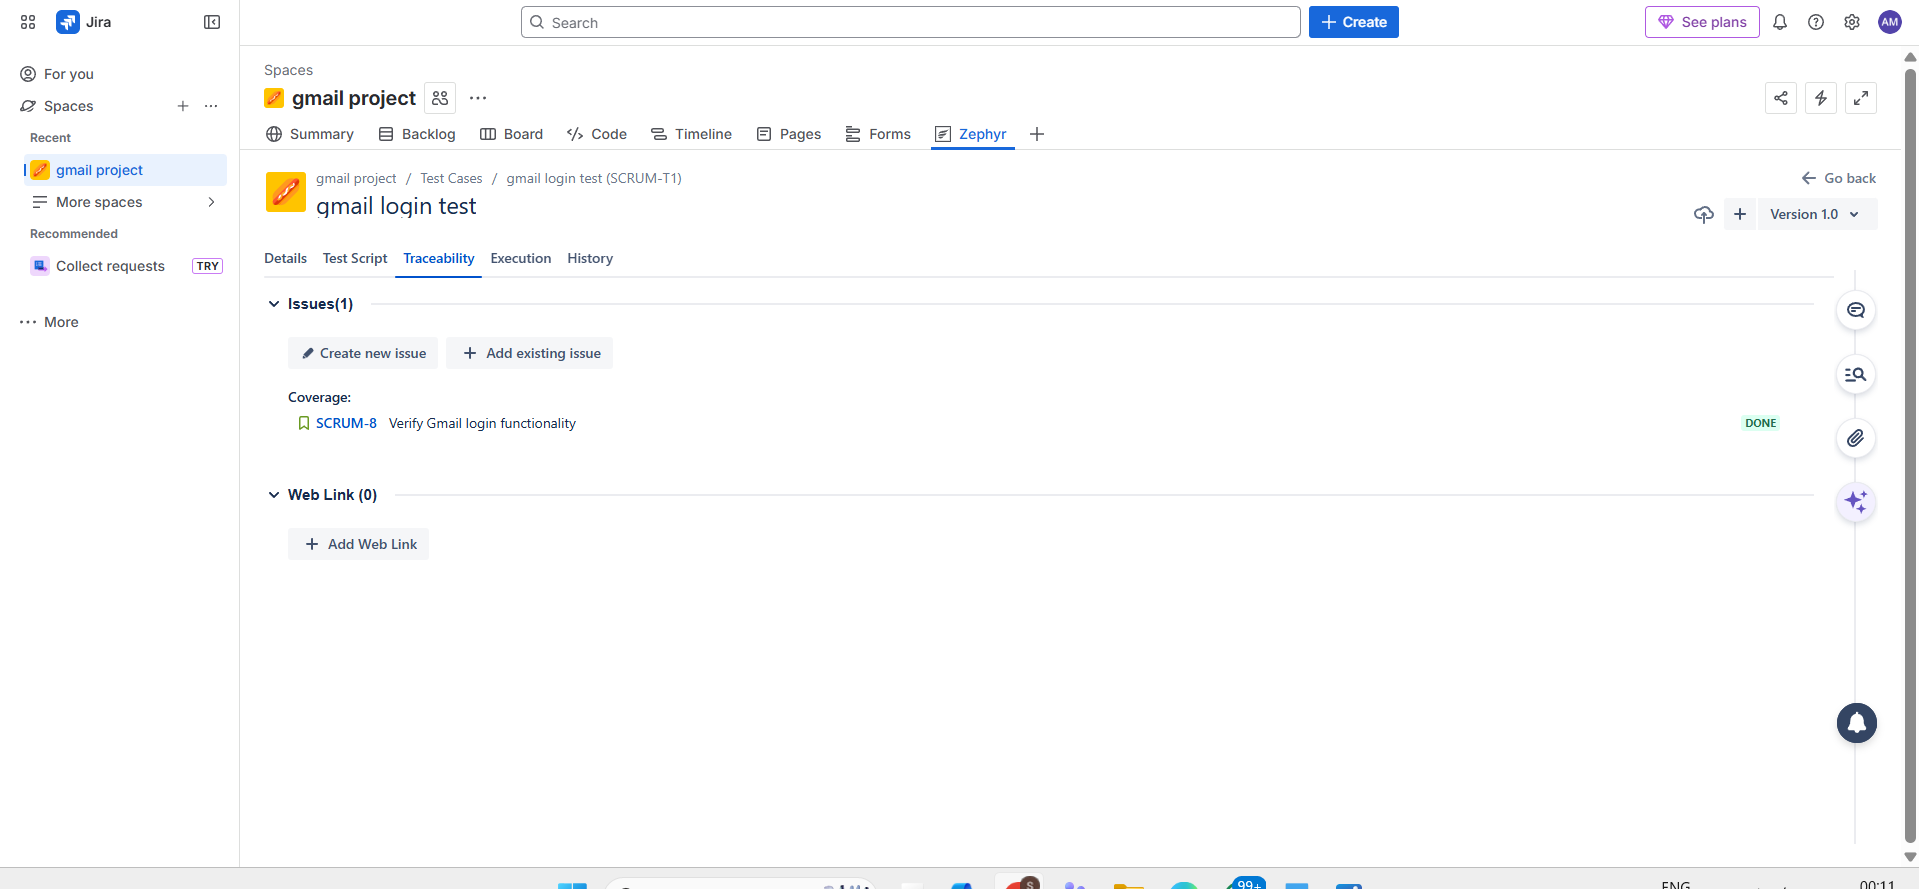 Jira
Search
Create
See plans
AM
For you
Spaces
Recent
gmail project
More spaces
Recommended
Collect requests
TRY
More
Spaces
gmail project
Summary
Backlog
Board
Code
Timeline
Pages
Forms
Zephyr
gmail project / Test Cases / gmail login test (SCRUM-T1)
Go back
gmail login test
Version 1.0
Details
Test Script
Traceability
Execution
History
Issues(1)
Create new issue
Add existing issue
Coverage:
SCRUM-8 Verify Gmail login functionality
DONE
Web Link (0)
Add Web Link
S
99+
ENG
00:11